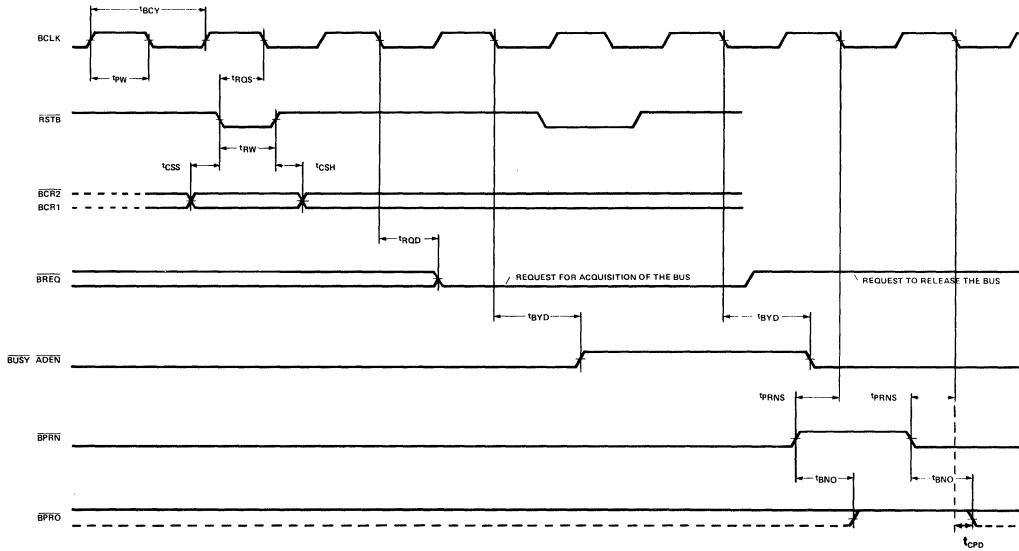 tBCY
BCLK
tPW
tRQS
RSTB
tRW
tCSS
tCSH
BCR2
BCR1
tRQD
BREQ
REQUEST FOR ACQUISITION OF THE BUS
REQUEST TO RELEASE THE BUS
tBYD
tBYD
BUSY ADEN
tPRNS
tPRNS
BPRN
tBNO
tBNO
BPRO
tCPD